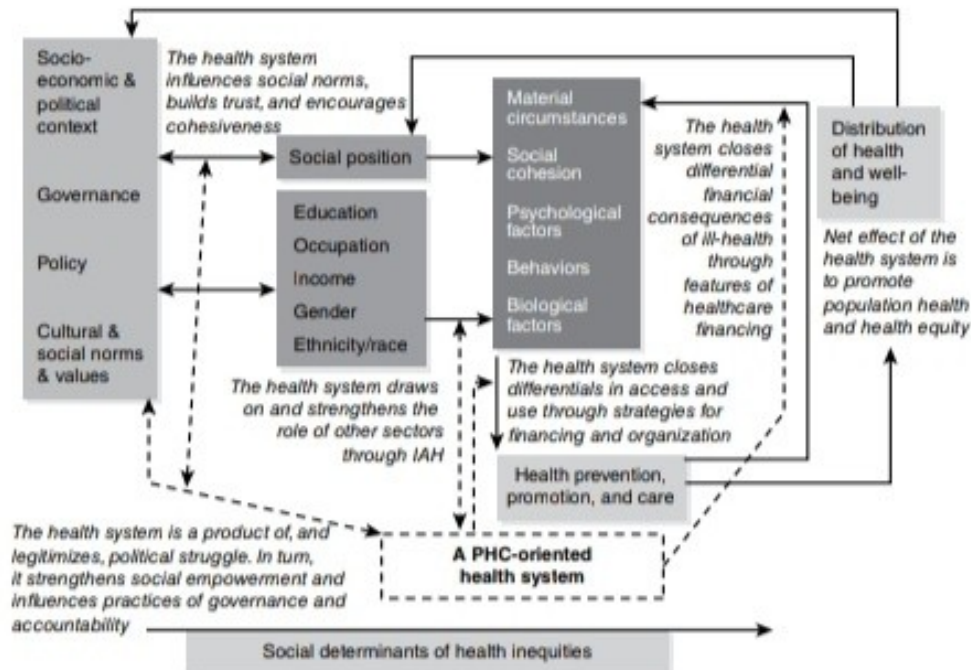 Socio-
economic &
political
context
Governance
Policy
Cultural &
social norms
& values
The health system
influences social norms,
builds trust, and encourages
cohesiveness
Social position
Education
Occupation
Income
Gender
Ethnicity/race
The health system draws
on and strengthens the
role of other sectors
through IAH
Material
circumstances
Social
cohesion
Psychological
factors
Behaviors
Biological
factors
The health
system closes
differential
financial
consequences
of ill-health
through
features of
healthcare
financing
Distribution
of health
and well-
being
Net effect of the
health system is
to promote
population health
and health equity
The health system closes
differentials in access and
use through strategies for
financing and organization
Health prevention,
promotion, and care
A PHC-oriented
health system
The health system is a product of, and
legitimizes, political struggle. In turn,
it strengthens social empowerment and
influences practices of governance and
accountability
Social determinants of health inequities